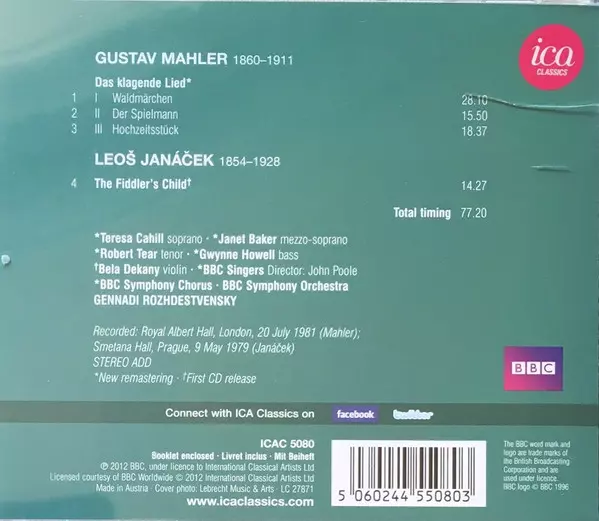 GUSTAV MAHLER 1860–1911
ica
CLASSICS
Das klagende Lied*
1 I Waldmärchen 28.10
2 II Der Spielmann 15.50
3 III Hochzeitsstück 18.37
LEOŠ JANÁČEK 1854–1928
4 The Fiddler's Child† 14.27
Total timing 77.20
*Teresa Cahill soprano · *Janet Baker mezzo-soprano
*Robert Tear tenor · *Gwynne Howell bass
†Bela Dekany violin · *BBC Singers Director: John Poole
*BBC Symphony Chorus · BBC Symphony Orchestra
GENNADI ROZHDESTVENSKY
Recorded: Royal Albert Hall, London, 20 July 1981 (Mahler);
Smetana Hall, Prague, 9 May 1979 (Janáček)
STEREO ADD
*New remastering · †First CD release
BBC
Connect with ICA Classics on facebook twitter
ICAC 5080
Booklet enclosed · Livret inclus · Mit Beiheft
℗ 2012 BBC, under licence to International Classical Artists Ltd
Licensed courtesy of BBC Worldwide © 2012 International Classical Artists Ltd
Made in Austria · Cover photo: Lebrecht Music & Arts · LC 27871
www.icaclassics.com
5 060244 550803
The BBC word mark and
logo are trade marks of
the British Broadcasting
Corporation and are
used under licence.
BBC logo © BBC 1996